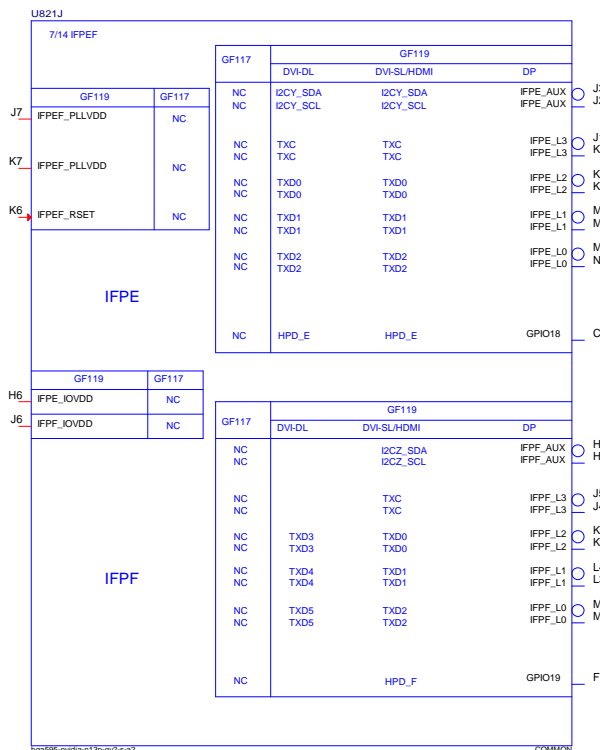 U821J
7/14 IFPEF
GF117 GF119
DVI-DL DVI-SL/HDMI DP
NC I2CY_SDA I2CY_SDA IFPE_AUX
NC I2CY_SCL I2CY_SCL IFPE_AUX
GF119 GF117
J7 IFPEF_PLLVDD NC
NC TXC TXC IFPE_L3
NC TXC TXC IFPE_L3
K7 IFPEF_PLLVDD NC
NC TXD0 TXD0 IFPE_L2
NC TXD0 TXD0 IFPE_L2
K6 IFPEF_RSET NC
NC TXD1 TXD1 IFPE_L1
NC TXD1 TXD1 IFPE_L1
NC TXD2 TXD2 IFPE_L0
NC TXD2 TXD2 IFPE_L0
IFPE
NC HPD_E HPD_E GPIO18
GF119 GF117
H6 IFPE_IOVDD NC
J6 IFPF_IOVDD NC
GF117 GF119
DVI-DL DVI-SL/HDMI DP
NC I2CZ_SDA IFPF_AUX
NC I2CZ_SCL IFPF_AUX
NC TXC IFPF_L3
NC TXC IFPF_L3
NC TXD3 TXD0 IFPF_L2
NC TXD3 TXD0 IFPF_L2
NC TXD4 TXD1 IFPF_L1
NC TXD4 TXD1 IFPF_L1
IFPF
NC TXD5 TXD2 IFPF_L0
NC TXD5 TXD2 IFPF_L0
NC HPD_F GPIO19
COMMON